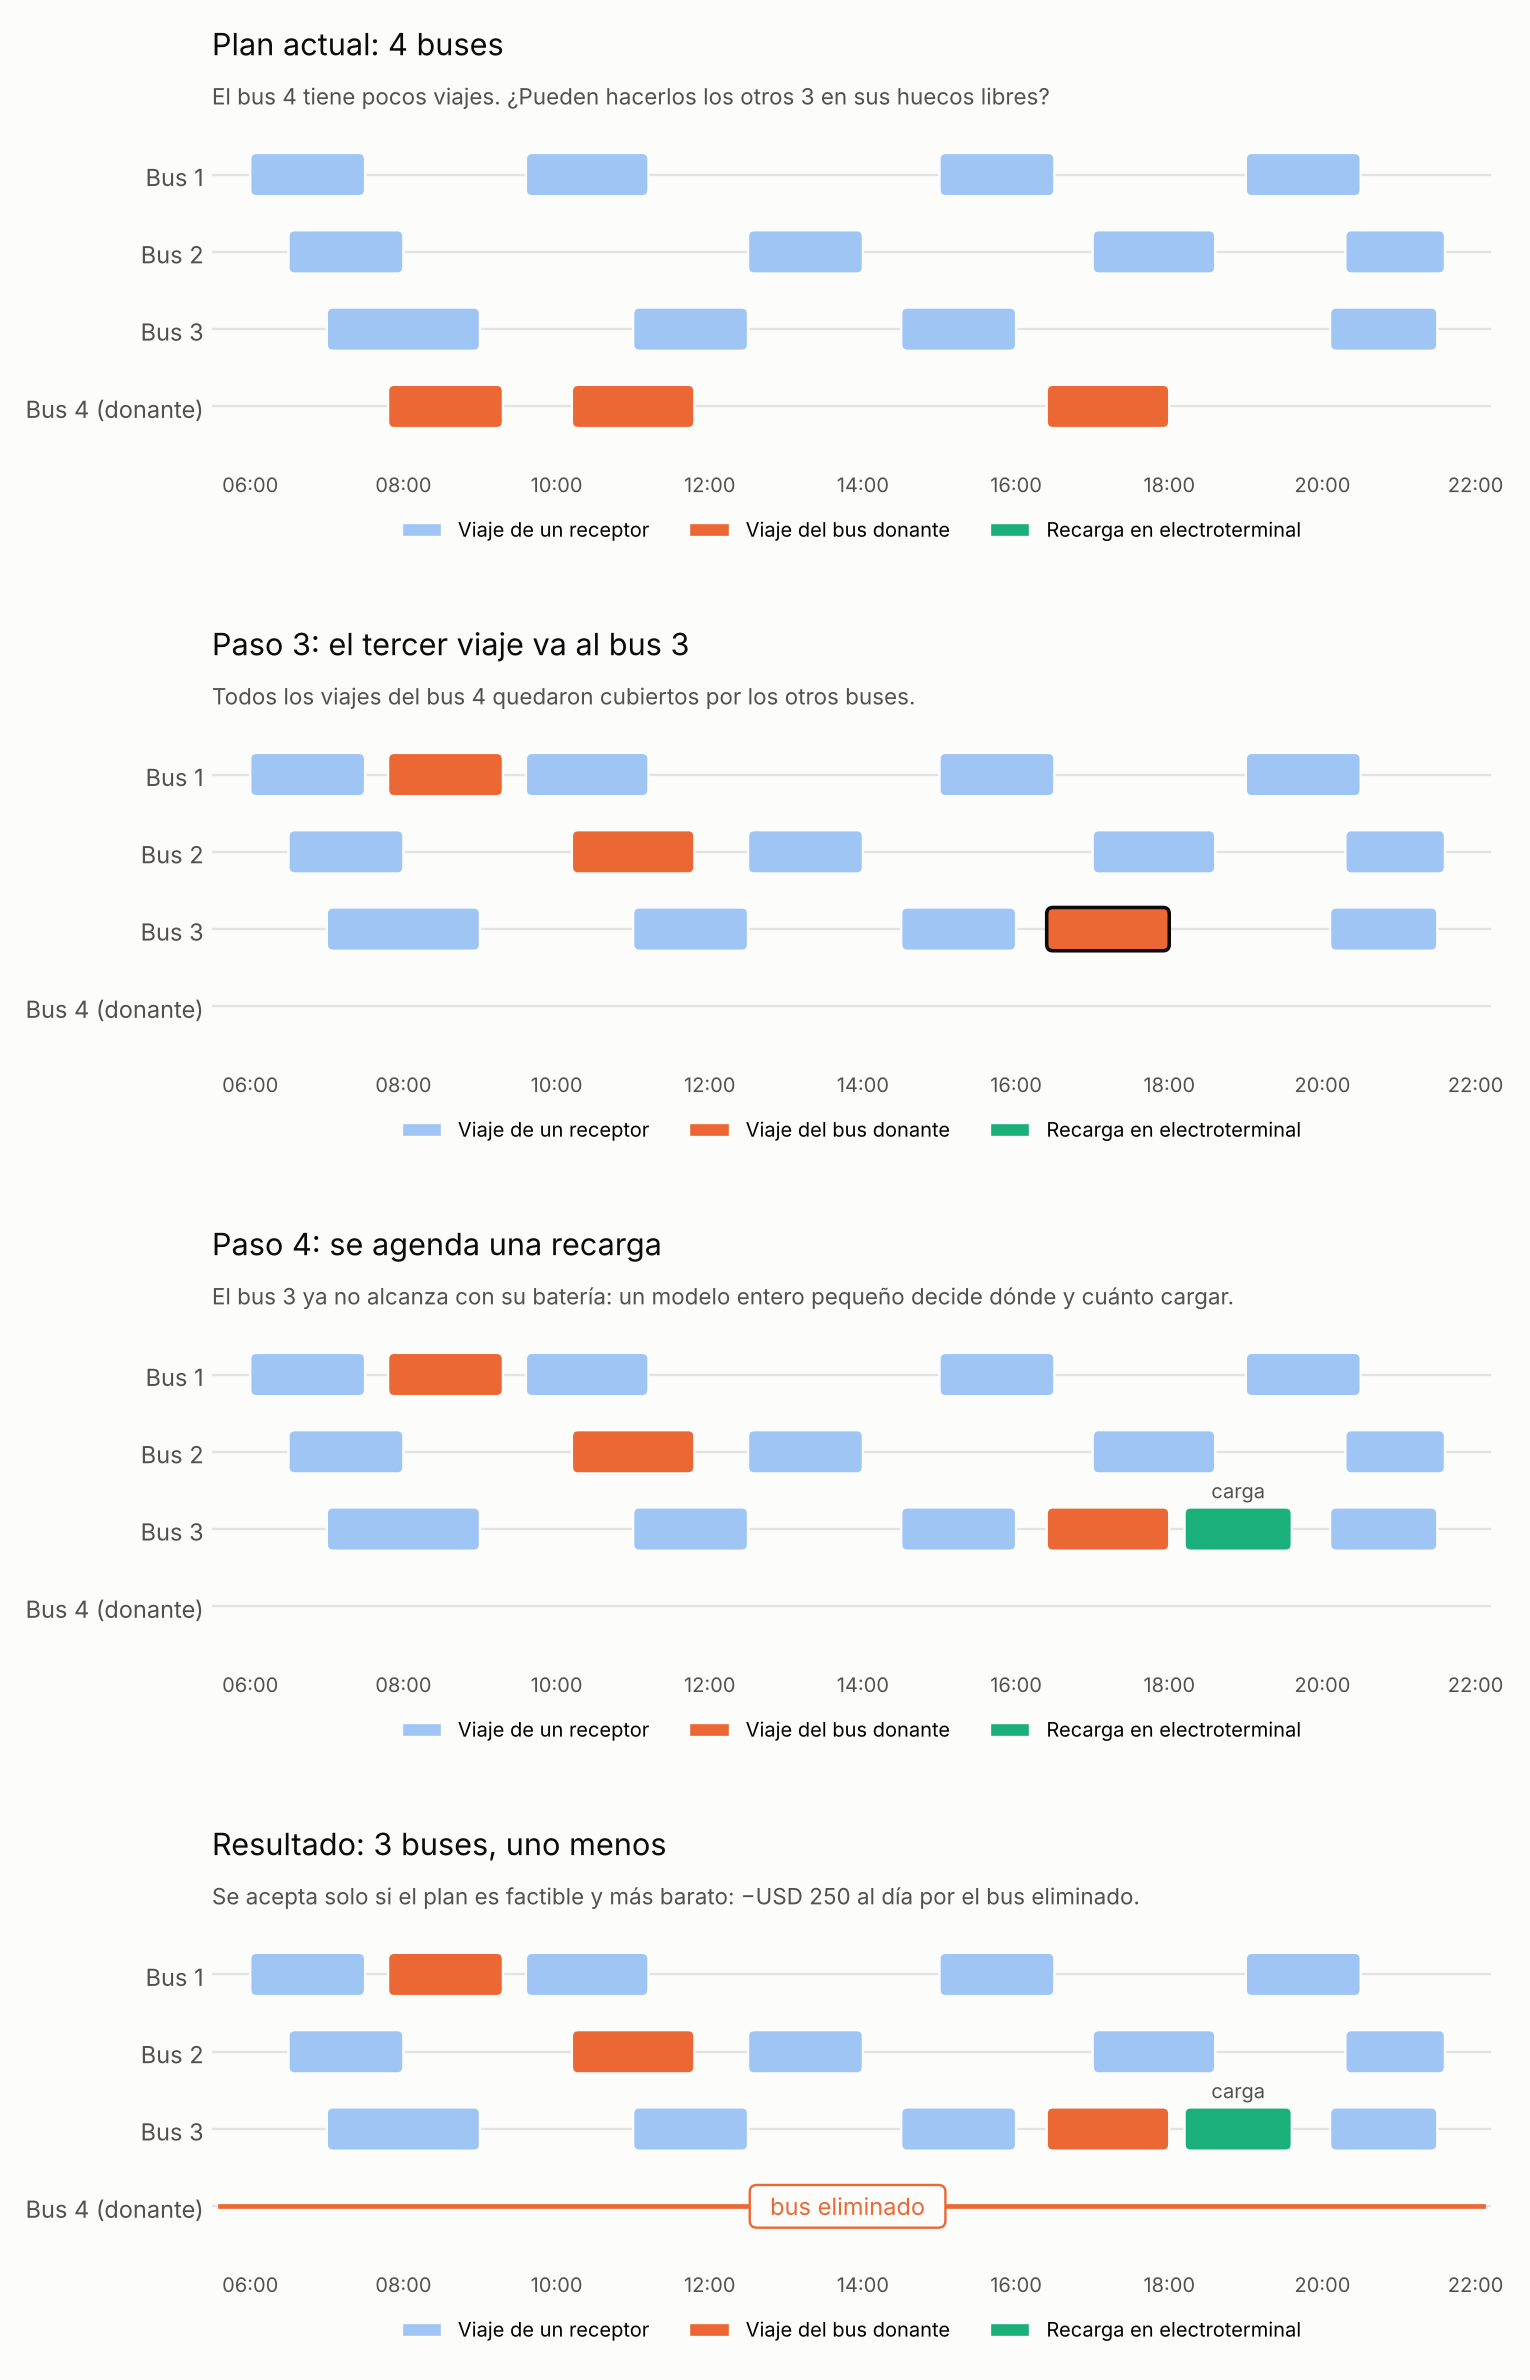 Plan actual: 4 buses
El bus 4 tiene pocos viajes. ¿Pueden hacerlos los otros 3 en sus huecos libres?
Bus 1
Bus 2
Bus 3
Bus 4 (donante)
06:00 08:00 10:00 12:00 14:00 16:00 18:00 20:00 22:00
Viaje de un receptor Viaje del bus donante Recarga en electroterminal
Paso 3: el tercer viaje va al bus 3
Todos los viajes del bus 4 quedaron cubiertos por los otros buses.
Bus 1
Bus 2
Bus 3
Bus 4 (donante)
06:00 08:00 10:00 12:00 14:00 16:00 18:00 20:00 22:00
Viaje de un receptor Viaje del bus donante Recarga en electroterminal
Paso 4: se agenda una recarga
El bus 3 ya no alcanza con su batería: un modelo entero pequeño decide dónde y cuánto cargar.
Bus 1
Bus 2
carga
Bus 3
Bus 4 (donante)
06:00 08:00 10:00 12:00 14:00 16:00 18:00 20:00 22:00
Viaje de un receptor Viaje del bus donante Recarga en electroterminal
Resultado: 3 buses, uno menos
Se acepta solo si el plan es factible y más barato: −USD 250 al día por el bus eliminado.
Bus 1
Bus 2
carga
Bus 3
Bus 4 (donante) bus eliminado
06:00 08:00 10:00 12:00 14:00 16:00 18:00 20:00 22:00
Viaje de un receptor Viaje del bus donante Recarga en electroterminal